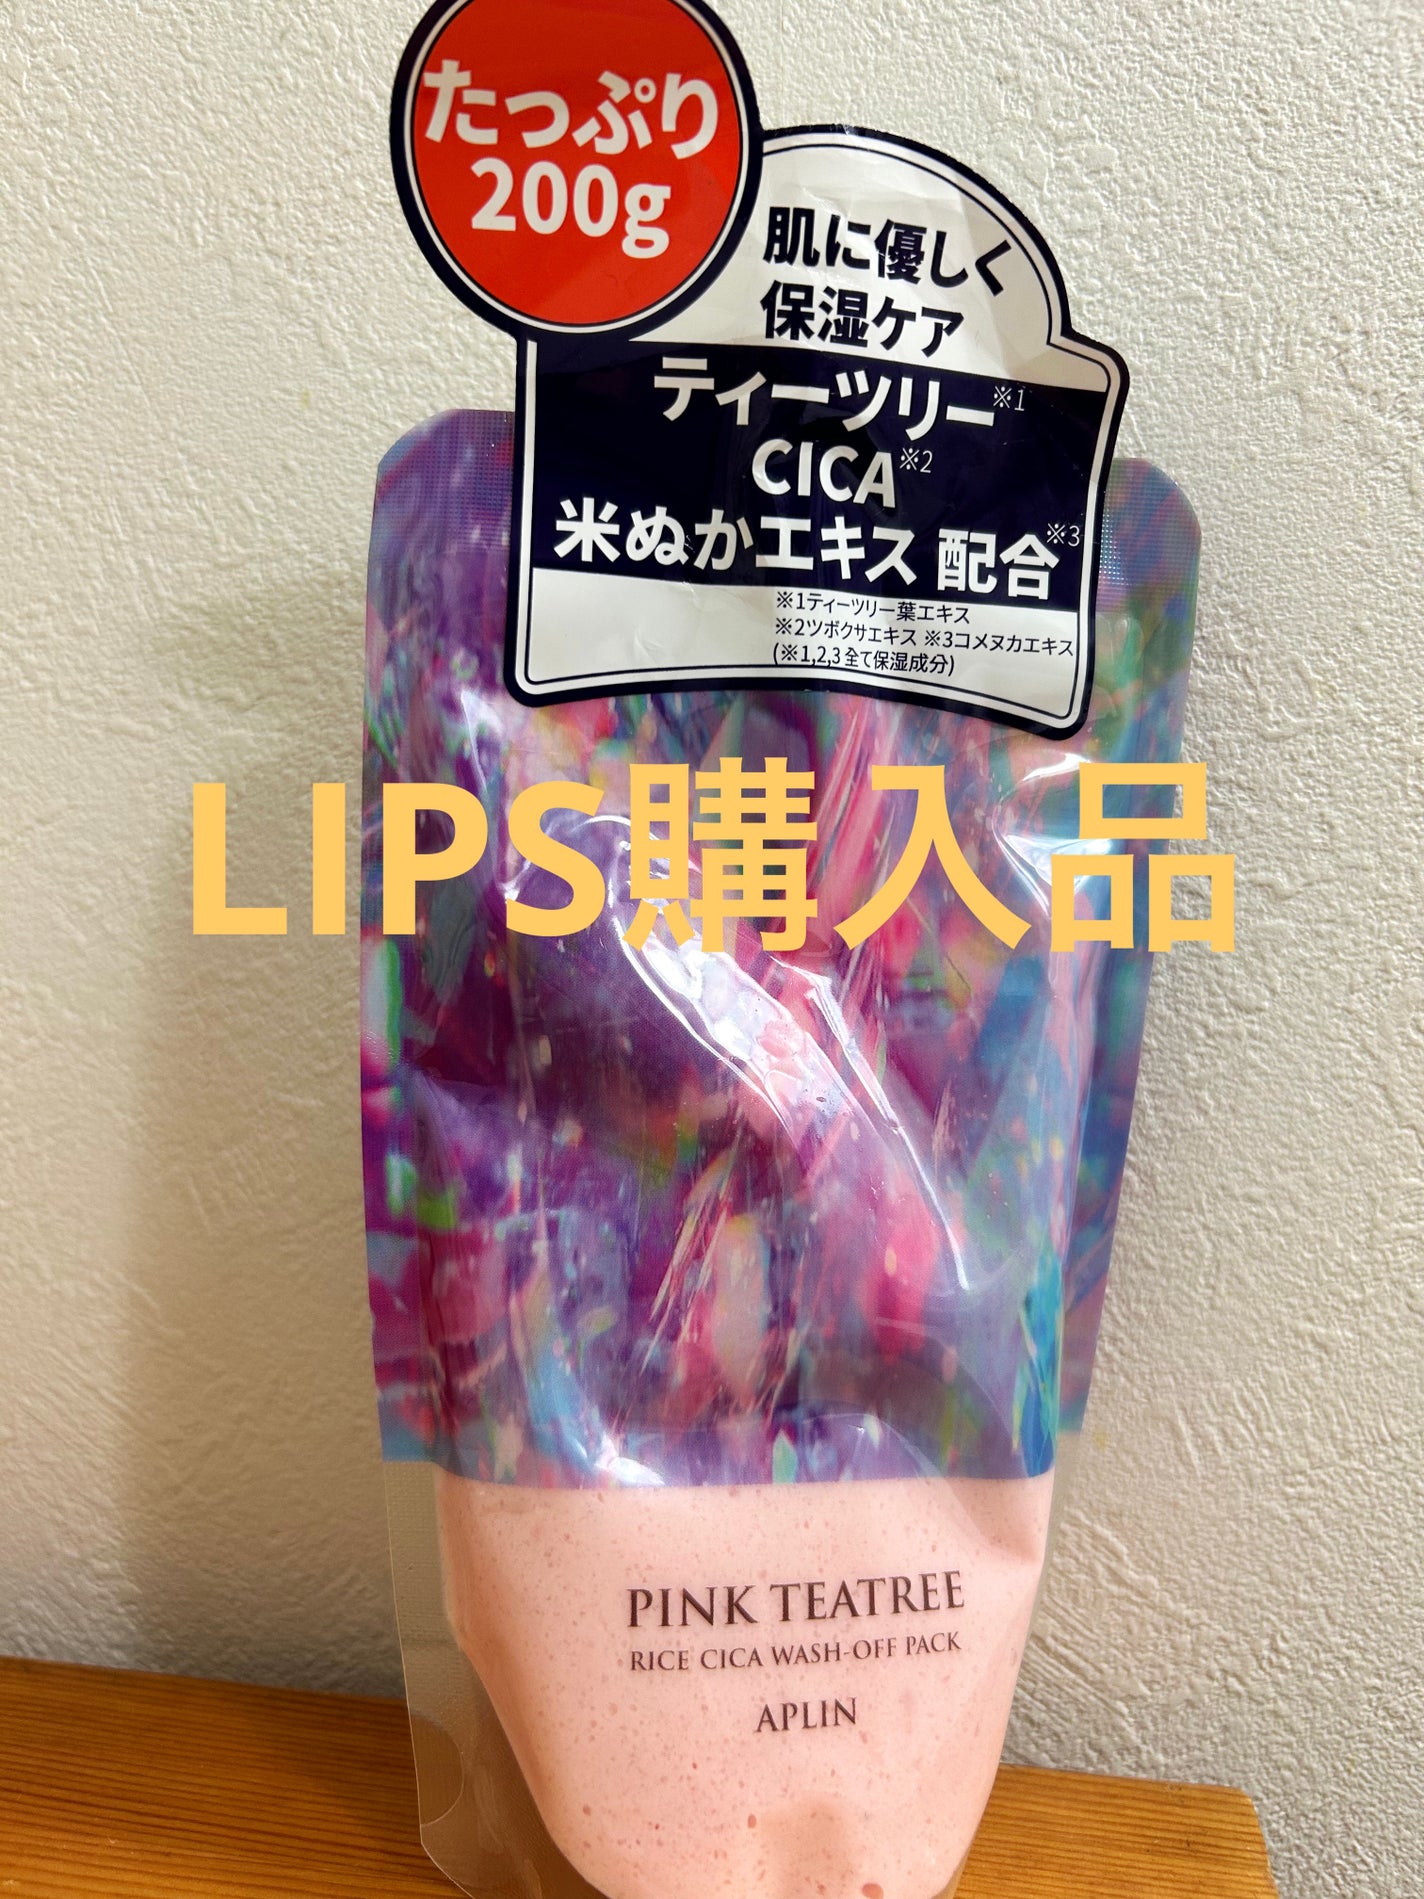 たっぷり
200g
肌に優しく
保湿ケア
ティーツリー※1
CICA※2
米ぬかエキス 配合※3
※1ティーツリー葉エキス
※2ツボクサエキス ※3コメヌカエキス
(※1,2,3全て保湿成分)
LIPS購入品
PINK TEATREE
RICE CICA WASH-OFF PACK
APLIN